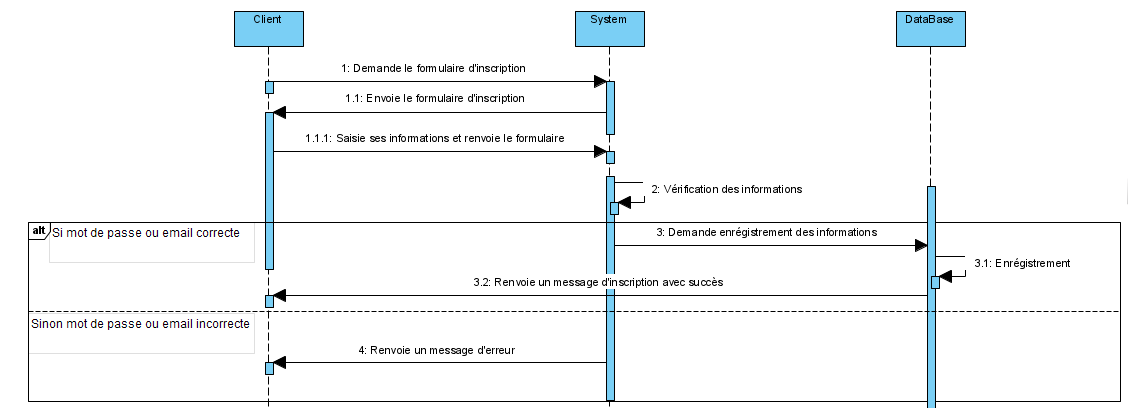 Client
System
DataBase
1: Demande le formulaire d'inscription
1.1: Envoie le formulaire d'inscription
1.1.1: Saisie ses informations et renvoie le formulaire
2: Vérification des informations
alt
Si mot de passe ou email correcte
3: Demande enrégistrement des informations
3.1: Enrégistrement
3.2: Renvoie un message d'inscription avec succès
Sinon mot de passe ou email incorrecte
4: Renvoie un message d'erreur